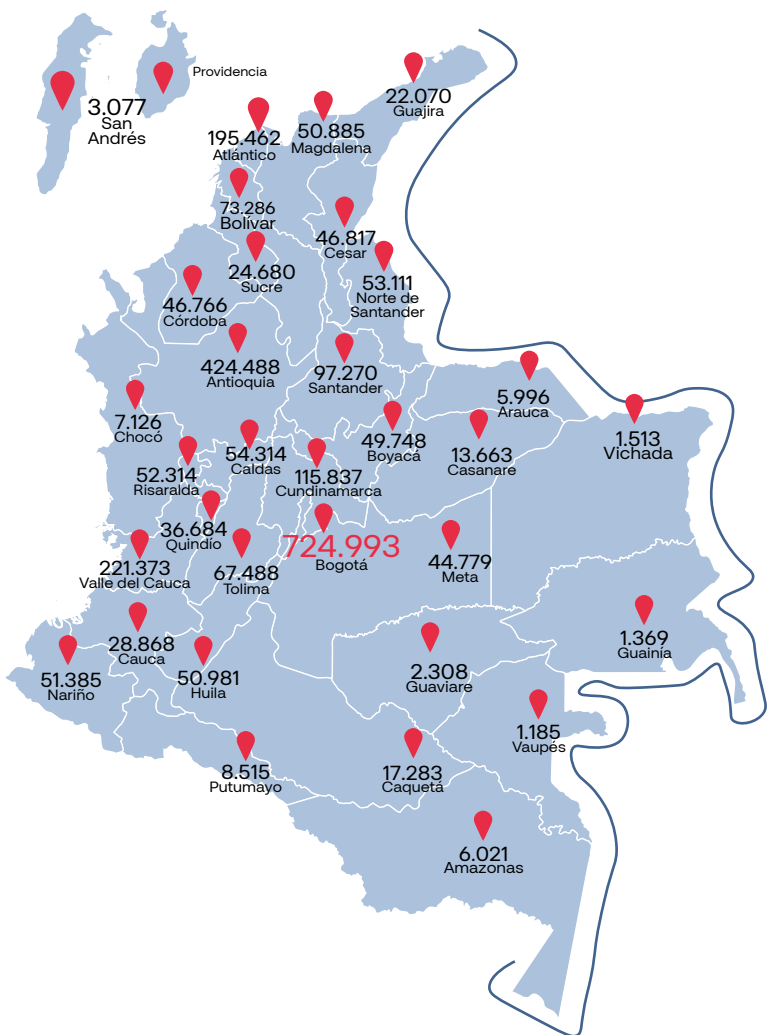 Providencia
3.077
San
Andrés
22.070
Guajira
195.462
Atlántico
50.885
Magdalena
73.286
Bolívar
46.817
Cesar
24.680
Sucre
53.111
Norte de
Santander
46.766
Córdoba
424.488
Antioquia
97.270
Santander
5.996
Arauca
7.126
Chocó
54.314
Caldas
49.748
Boyacá
13.663
Casanare
1.513
Vichada
52.314
Risaralda
115.837
Cundinamarca
36.684
Quindío
724.993
Bogotá
44.779
Meta
221.373
Valle del Cauca
67.488
Tolima
28.868
Cauca
1.369
Guainía
51.385
Nariño
50.981
Huila
2.308
Guaviare
1.185
Vaupés
8.515
Putumayo
17.283
Caquetá
6.021
Amazonas